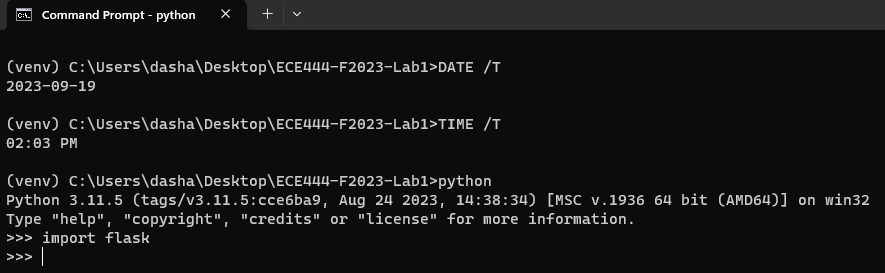 Command Prompt - python
(venv) C:\Users\dasha\Desktop\ECE444-F2023-Lab1>DATE /T
2023-09-19
(venv) C:\Users\dasha\Desktop\ECE444-F2023-Lab1>TIME /T
02:03 PM
(venv) C:\Users\dasha\Desktop\ECE444-F2023-Lab1>python
Python 3.11.5 (tags/v3.11.5:cce6ba9, Aug 24 2023, 14:38:34) [MSC v.1936 64 bit (AMD64)] on win32
Type "help", "copyright", "credits" or "license" for more information.
>>> import flask
>>>